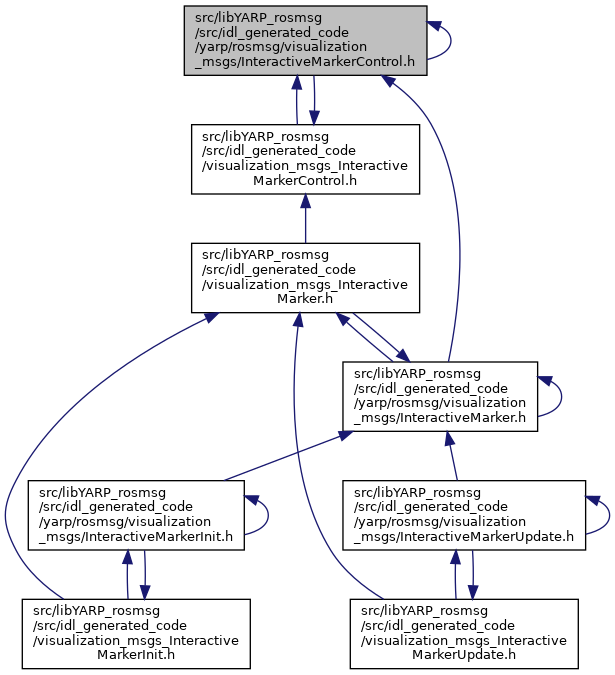 src/libYARP_rosmsg
/src/idl_generated_code
/yarp/rosmsg/visualization
_msgs/InteractiveMarkerControl.h
src/libYARP_rosmsg
/src/idl_generated_code
/visualization_msgs_Interactive
MarkerControl.h
src/libYARP_rosmsg
/src/idl_generated_code
/visualization_msgs_Interactive
Marker.h
src/libYARP_rosmsg
/src/idl_generated_code
/yarp/rosmsg/visualization
_msgs/InteractiveMarker.h
src/libYARP_rosmsg
/src/idl_generated_code
/yarp/rosmsg/visualization
_msgs/InteractiveMarkerInit.h
src/libYARP_rosmsg
/src/idl_generated_code
/yarp/rosmsg/visualization
_msgs/InteractiveMarkerUpdate.h
src/libYARP_rosmsg
/src/idl_generated_code
/visualization_msgs_Interactive
MarkerInit.h
src/libYARP_rosmsg
/src/idl_generated_code
/visualization_msgs_Interactive
MarkerUpdate.h